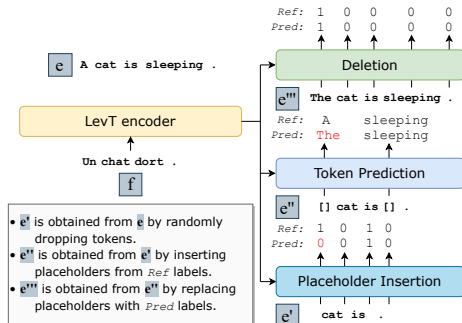 Ref: 1 0 0 0 0
Pred: 1 0 0 0 0
e A cat is sleeping .
Deletion
e''' The cat is sleeping .
LevT encoder
Ref: A sleeping
Pred: The sleeping
Un chat dort .
Token Prediction
f
e'' [] cat is [] .
Ref: 1 0 1 0
Pred: 0 0 1 0
• e' is obtained from e by randomly
dropping tokens.
• e'' is obtained from e' by inserting
placeholders from Ref labels.
• e''' is obtained from e'' by replacing
placeholders with Pred labels.
Placeholder Insertion
e' cat is .